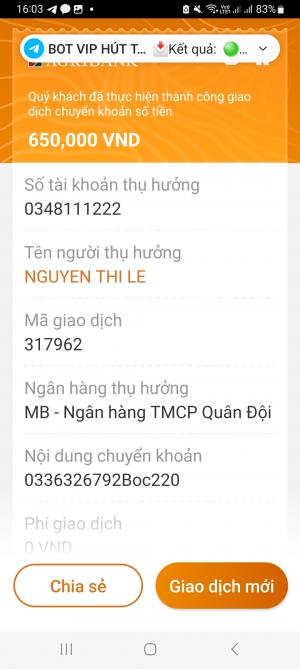 16:03
83%
BOT VIP HÚT T... 📩Kết quả: 🟢...
AGRIBANK
Quý khách đã thực hiện thành công giao
dịch chuyển khoản số tiền
650,000 VND
Số tài khoản thụ hưởng
0348111222
Tên người thụ hưởng
NGUYEN THI LE
Mã giao dịch
317962
Ngân hàng thụ hưởng
MB - Ngân hàng TMCP Quân Đội
Nội dung chuyển khoản
0336326792Boc220
Phí giao dịch
0 VND
Chia sẻ
Giao dịch mới